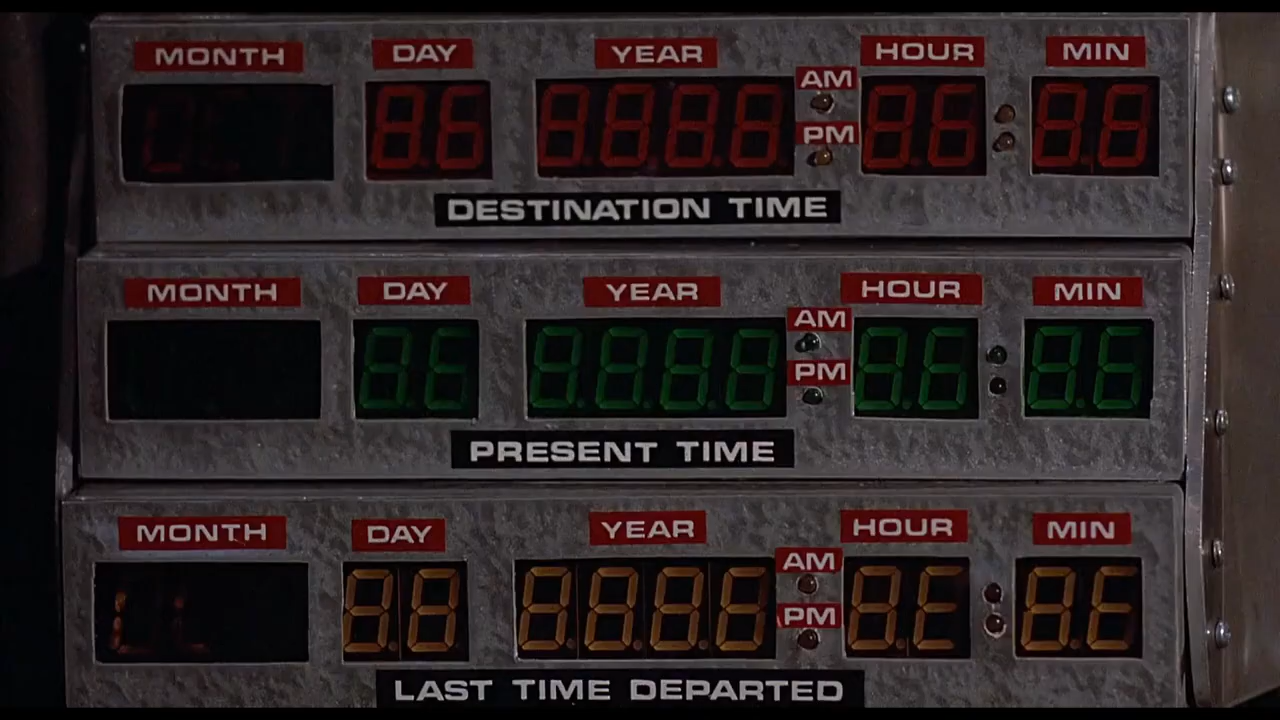 MONTH DAY YEAR AM HOUR MIN
PM
DESTINATION TIME
MONTH DAY YEAR AM HOUR MIN
PM
PRESENT TIME
MONTH DAY YEAR AM HOUR MIN
PM
LAST TIME DEPARTED